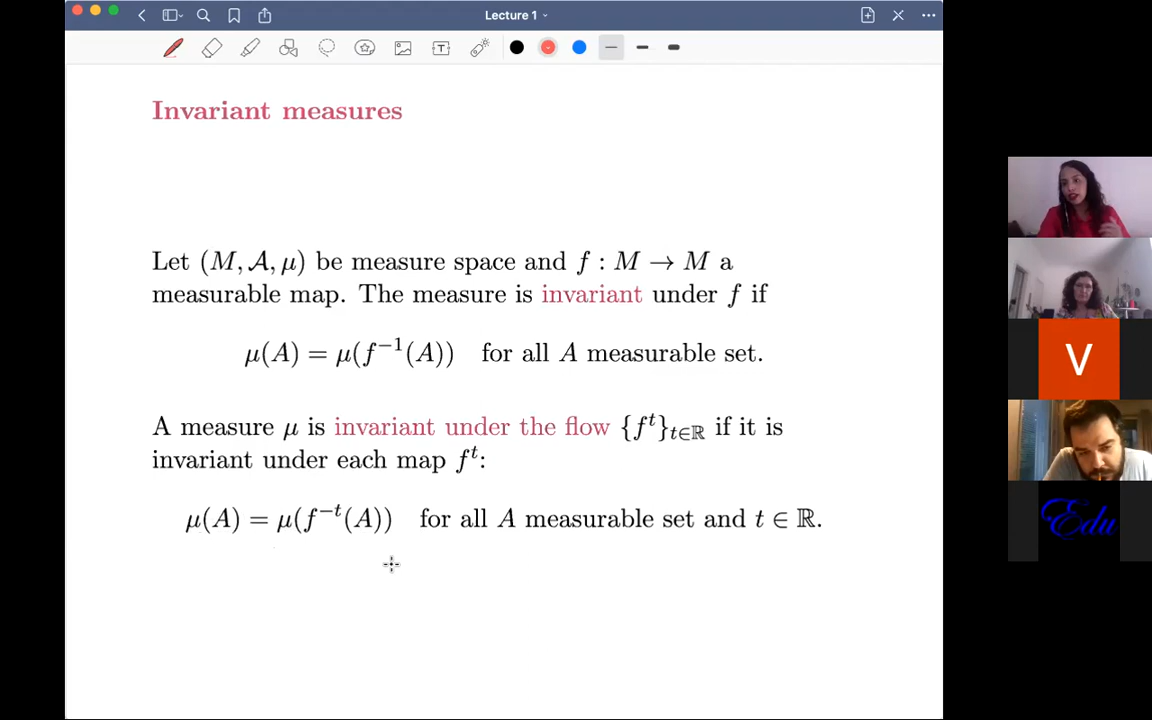 Lecture 1
Invariant measures
Let (M, 𝒜, μ) be measure space and f : M → M a
measurable map. The measure is invariant under f if
μ(A) = μ(f⁻¹(A)) for all A measurable set.
A measure μ is invariant under the flow {fᵗ}ₜ∈ℝ if it is
invariant under each map fᵗ:
μ(A) = μ(f⁻ᵗ(A)) for all A measurable set and t ∈ ℝ.
V
Edu